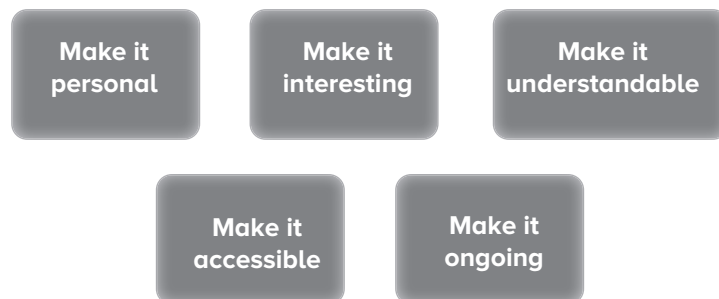 Make it
personal
Make it
interesting
Make it
understandable
Make it
accessible
Make it
ongoing